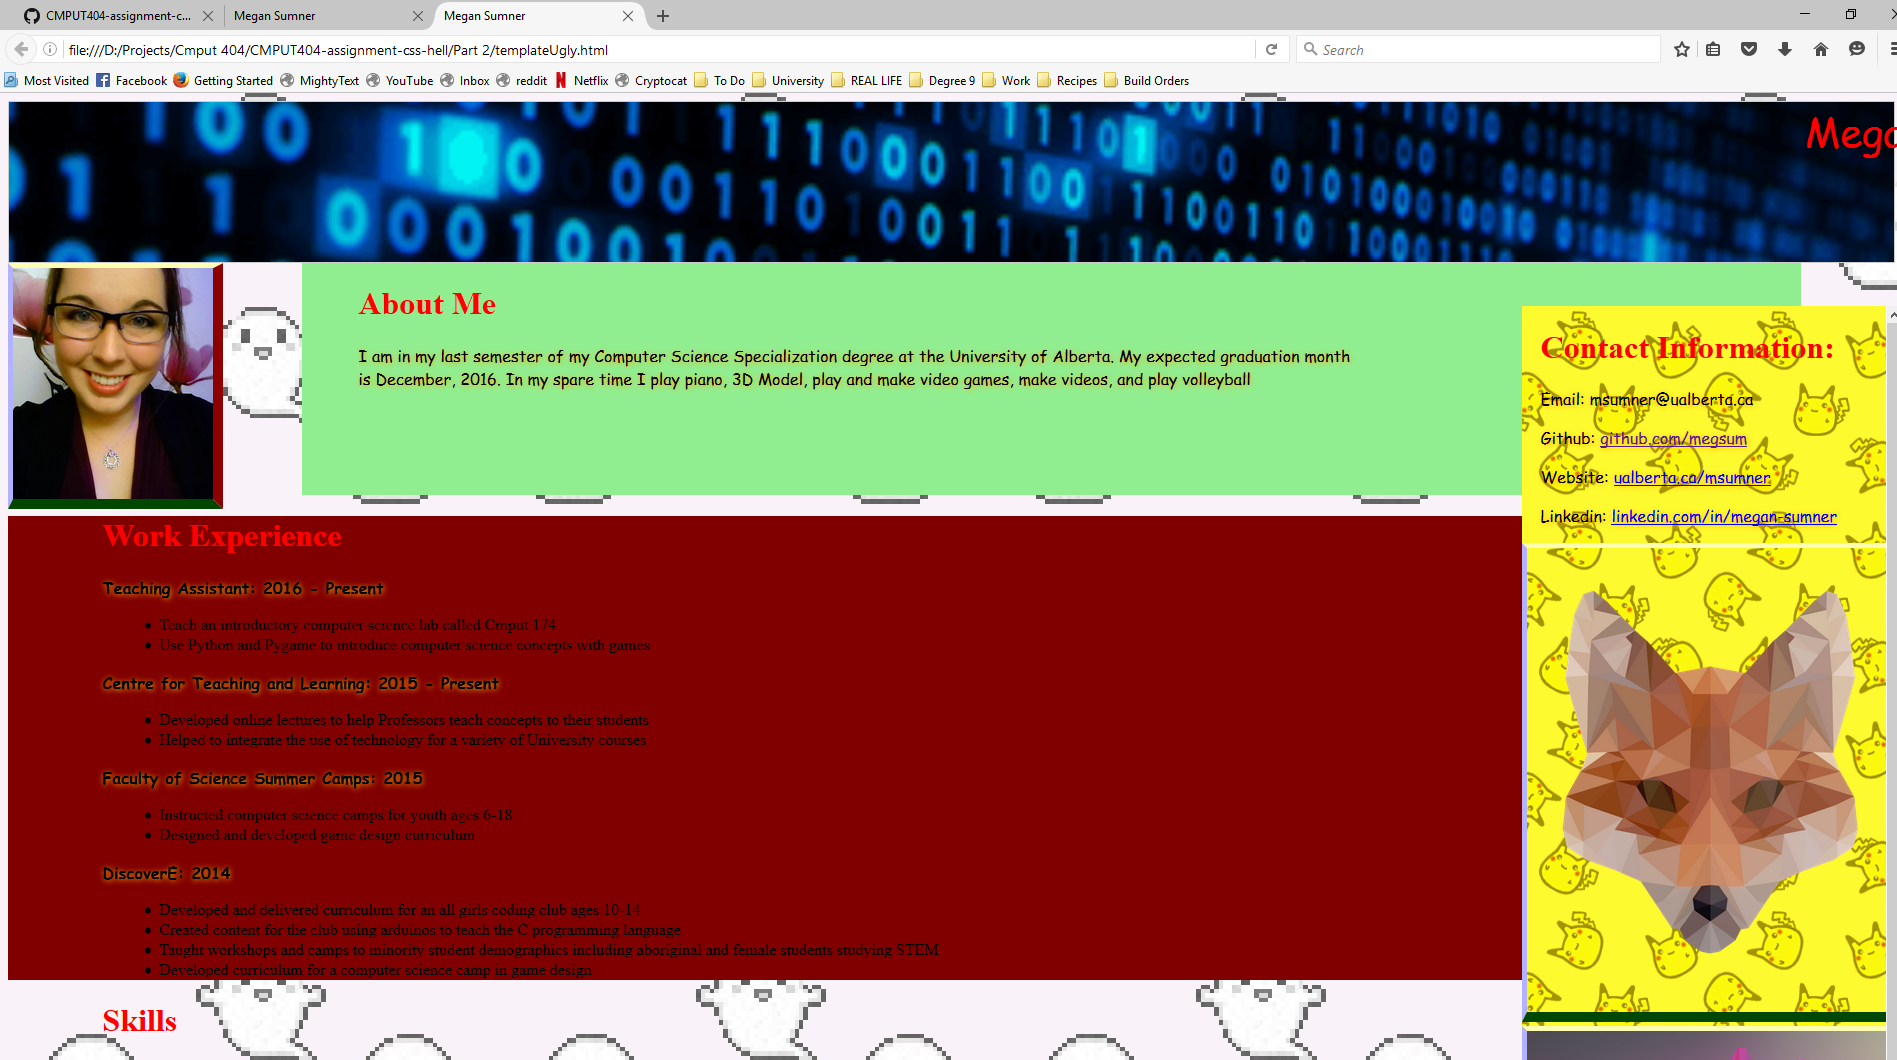 CMPUT404-assignment-c...
Megan Sumner
Megan Sumner
file:///D:/Projects/Cmput 404/CMPUT404-assignment-css-hell/Part 2/templateUgly.html
Search
Most Visited Facebook Getting Started MightyText YouTube Inbox reddit Netflix Cryptocat To Do University REAL LIFE Degree 9 Work Recipes Build Orders
About Me
I am in my last semester of my Computer Science Specialization degree at the University of Alberta. My expected graduation month
is December, 2016. In my spare time I play piano, 3D Model, play and make video games, make videos, and play volleyball
Contact Information:
Email: msumner@ualberta.ca
Github: github.com/megsum
Website: ualberta.ca/msumner
Linkedin: linkedin.com/in/megan-sumner
Work Experience
Teaching Assistant: 2016 - Present
• Teach an introductory computer science lab called Cmput 174
• Use Python and Pygame to introduce computer science concepts with games
Centre for Teaching and Learning: 2015 - Present
• Developed online lectures to help Professors teach concepts to their students
• Helped to integrate the use of technology for a variety of University courses
Faculty of Science Summer Camps: 2015
• Instructed computer science camps for youth ages 6-18
• Designed and developed game design curriculum
DiscoverE: 2014
• Developed and delivered curriculum for an all girls coding club ages 10-14
• Created content for the club using arduinos to teach the C programming language
• Taught workshops and camps to minority student demographics including aboriginal and female students studying STEM
• Developed curriculum for a computer science camp in game design
Skills